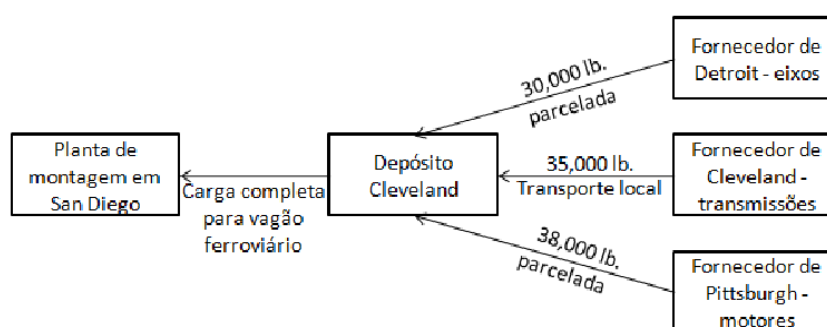 Fornecedor de
Detroit - eixos
30,000 lb.
parcelada
Planta de
montagem em
San Diego
Carga completa
para vagão
ferroviário
Depósito
Cleveland
35,000 lb.
Transporte local
Fornecedor de
Cleveland -
transmissões
38,000 lb.
parcelada
Fornecedor de
Pittsburgh -
motores